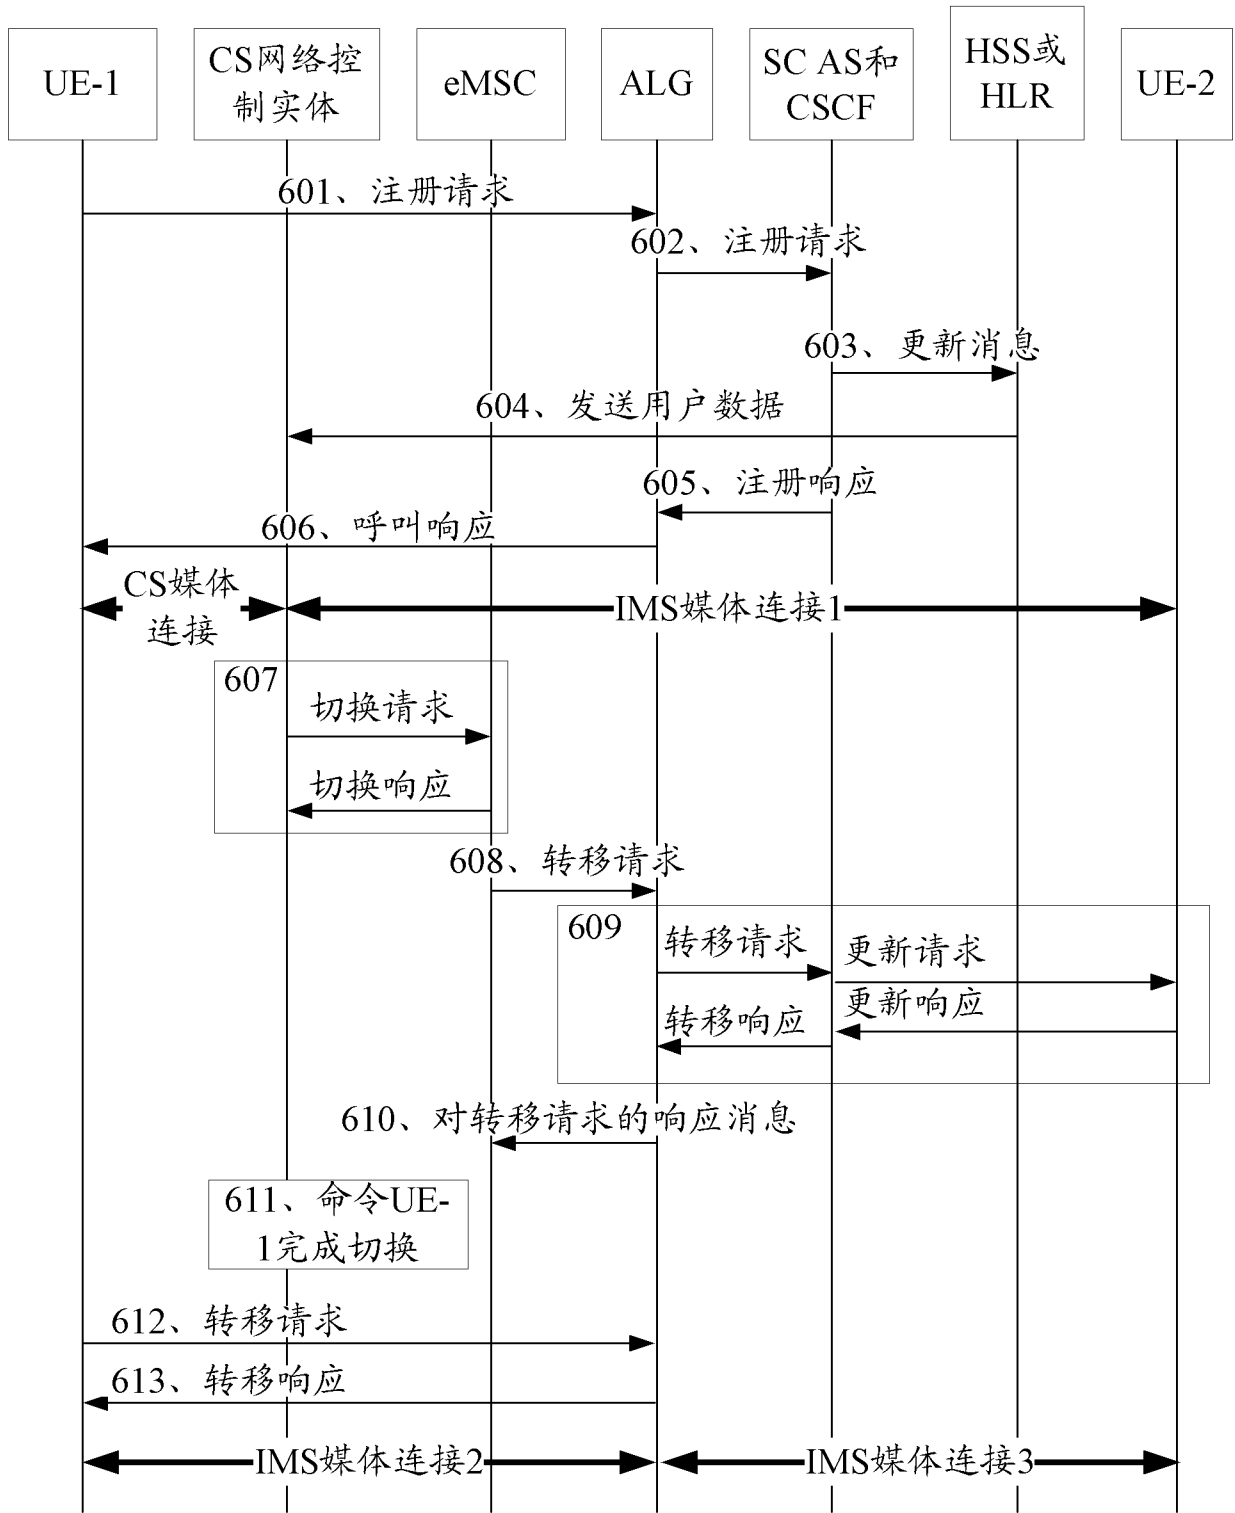 UE-1
CS网络控
制实体
eMSC
ALG
SC AS和
CSCF
HSS或
HLR
UE-2
601、注册请求
602、注册请求
603、更新消息
604、发送用户数据
605、注册响应
606、呼叫响应
CS媒体
连接
IMS媒体连接1
607
切换请求
切换响应
608、转移请求
609
转移请求
更新请求
更新响应
转移响应
610、对转移请求的响应消息
611、命令UE-
1完成切换
612、转移请求
613、转移响应
IMS媒体连接2
IMS媒体连接3